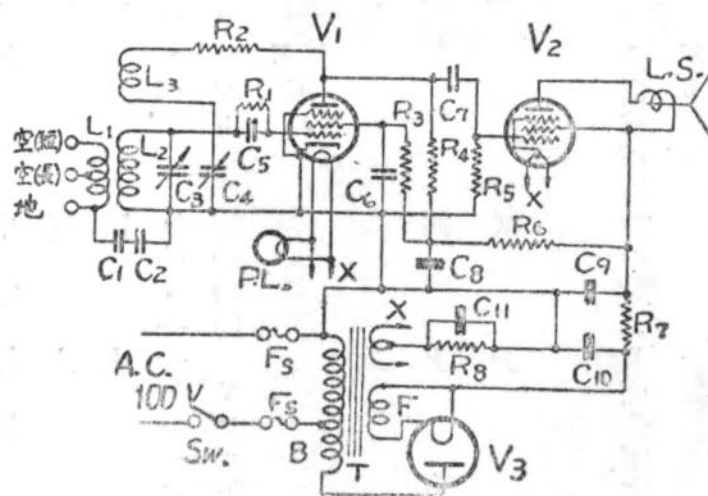 R2
V1
V2
L3
R1
L.S.
空(短)
L1
L2
C5
R3
C7
空(長)
C3
C4
C6
R4
R5
X
地
C1
C2
P.L.
X
R6
C8
C9
X
C11
Fs
R7
A.C.
R8
C10
100 V
Fs
F
V3
Sw.
B
T